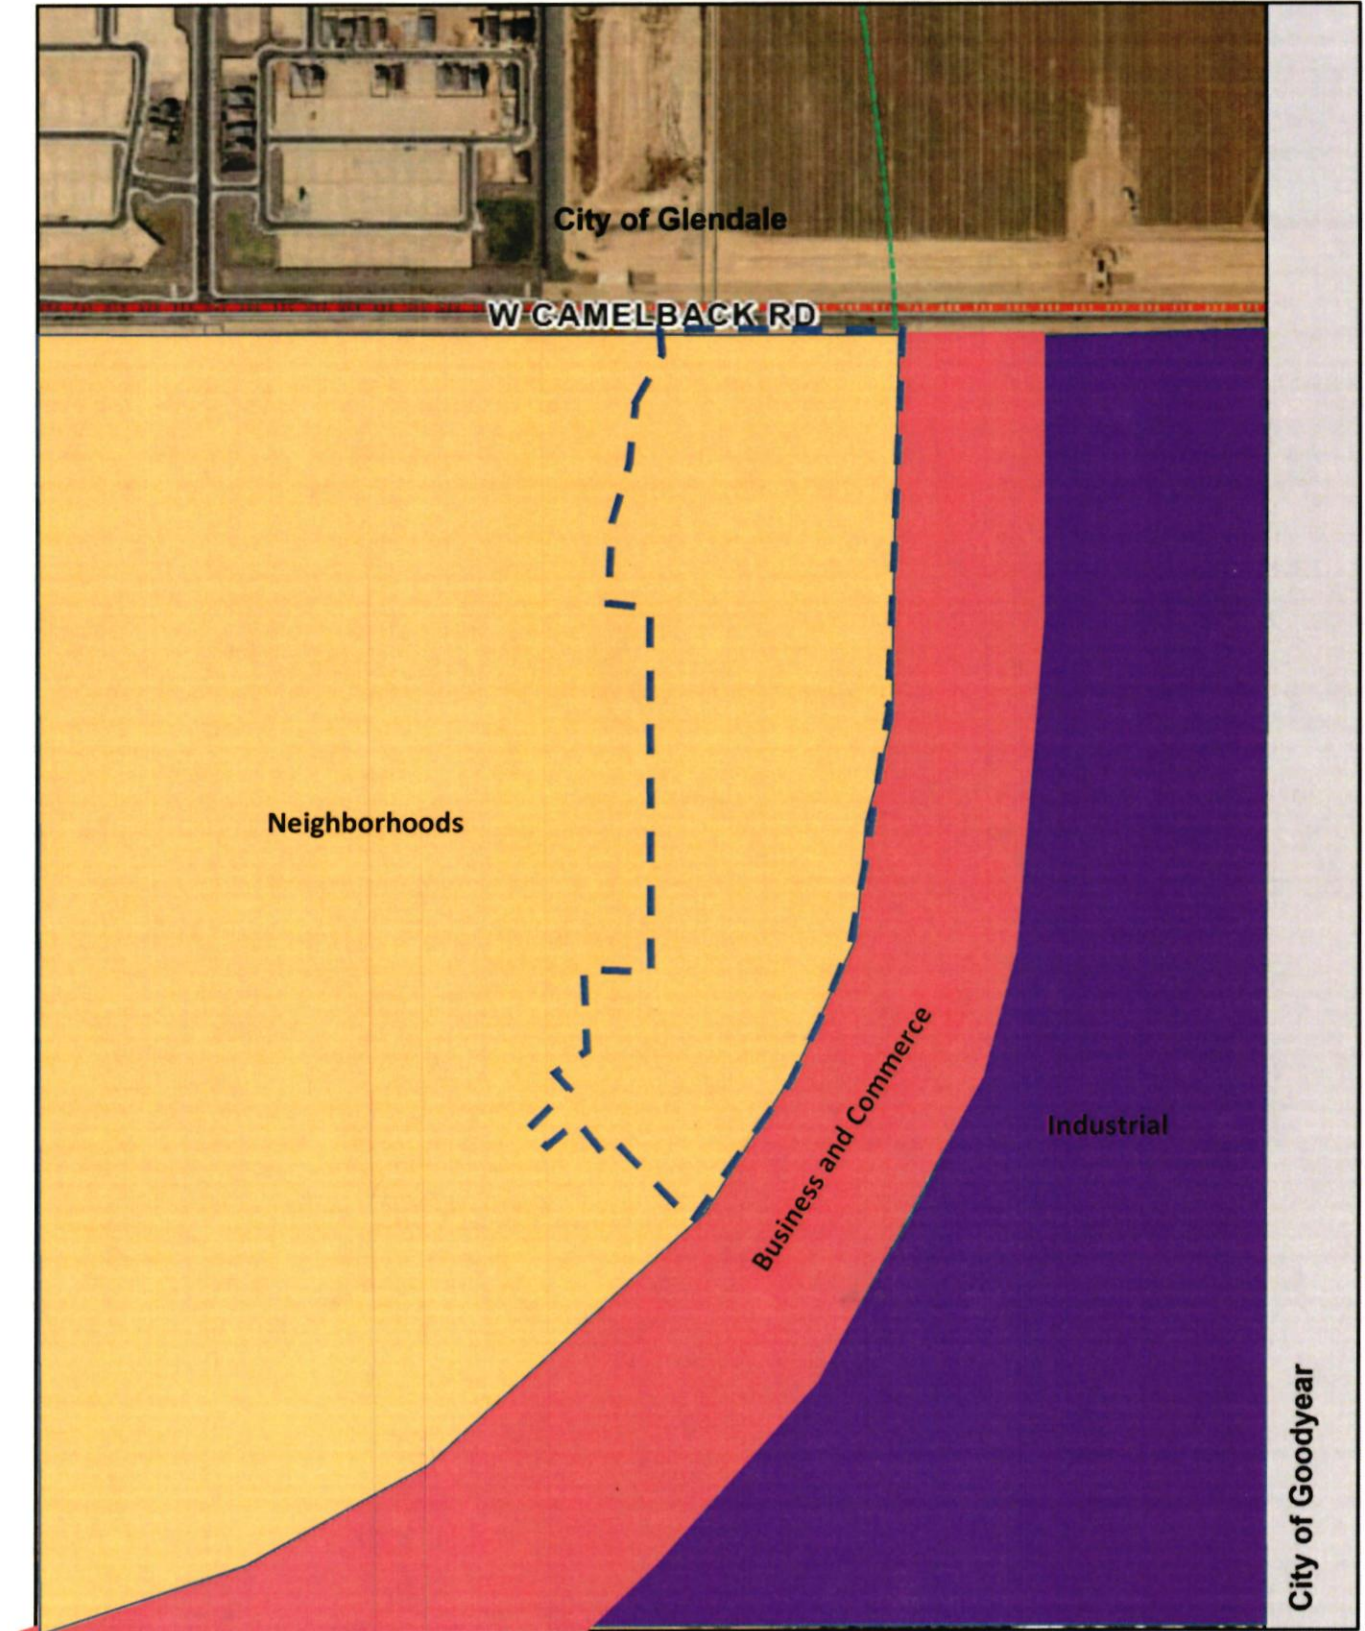 City of Glendale
W CAMELBACK RD
Neighborhoods
Business and Commerce
Industrial
City of Goodyear